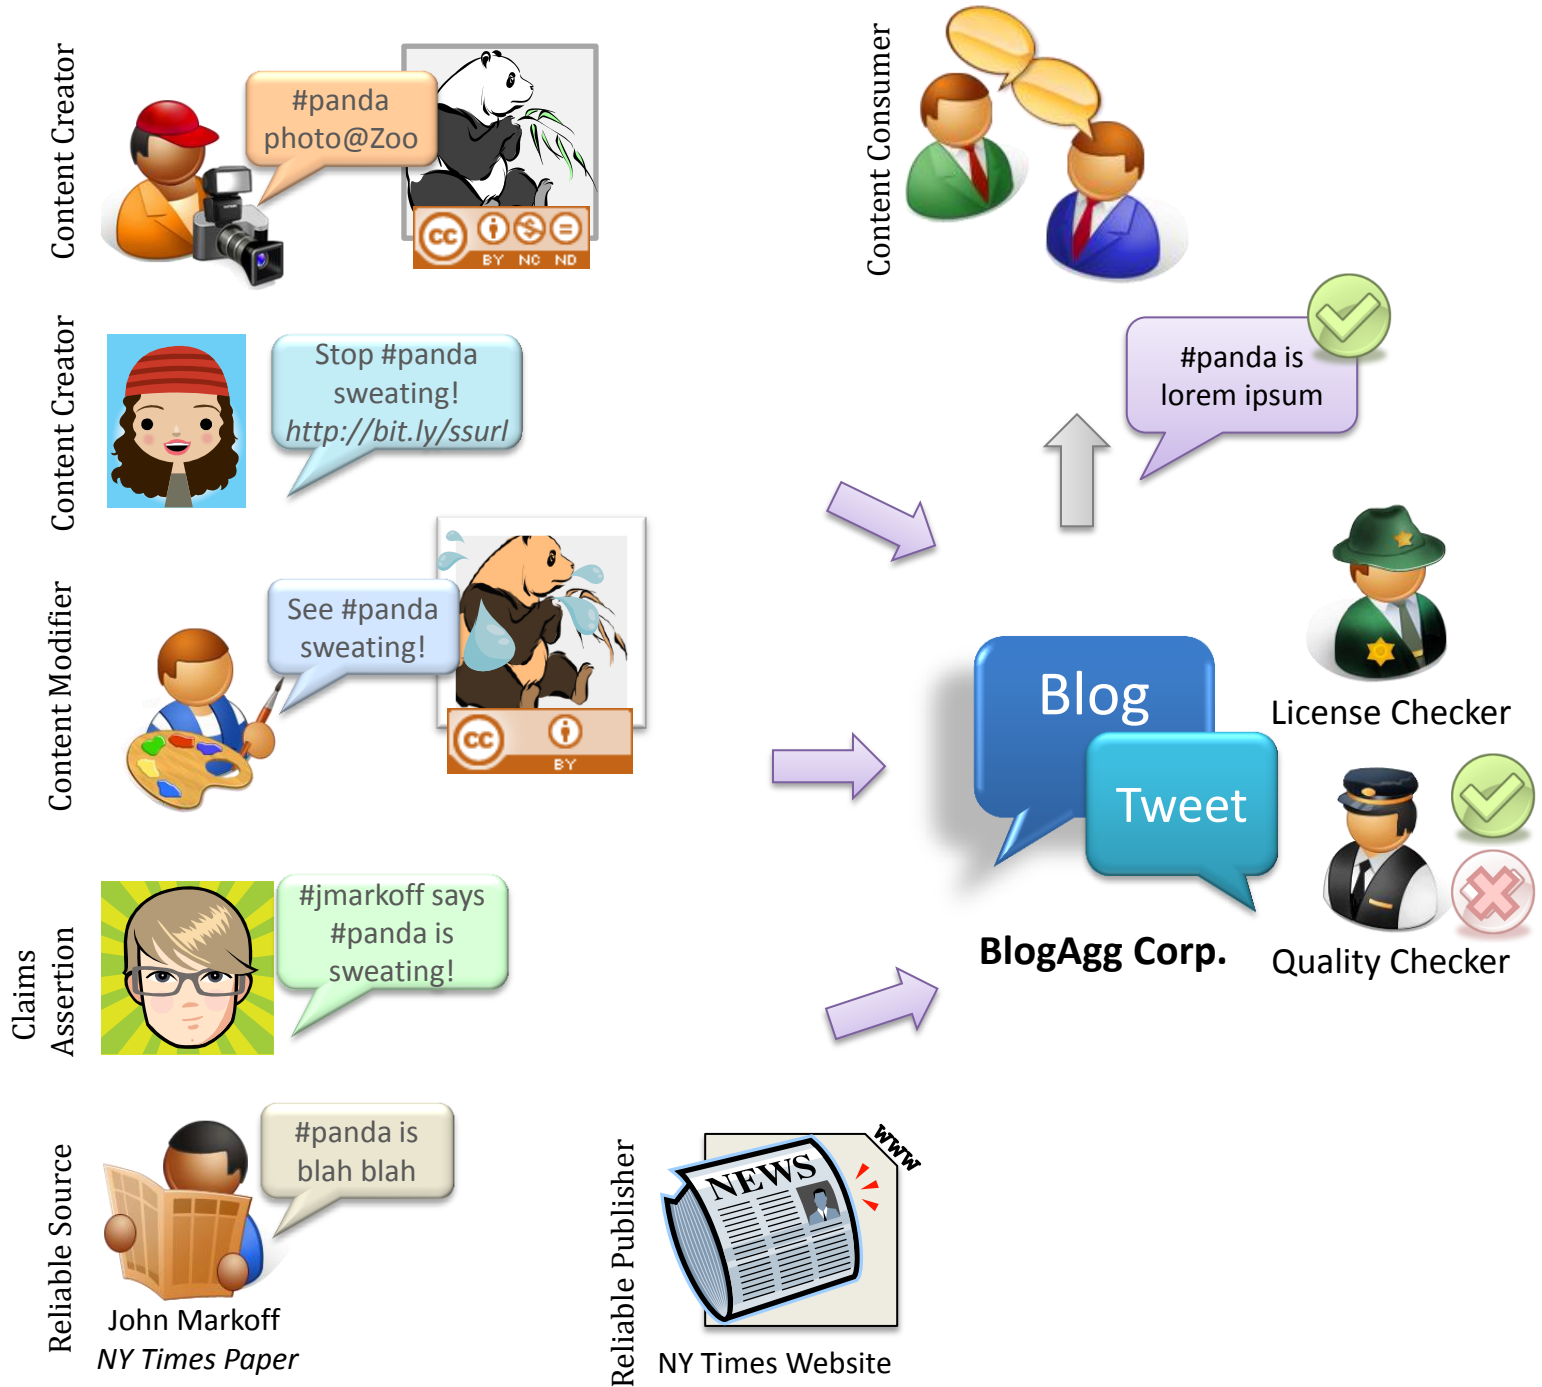 Content Creator
#panda
photo@Zoo
CC
BY NC ND
Content Consumer
Content Creator
Stop #panda
sweating!
http://bit.ly/ssurl
#panda is
lorem ipsum
Content Modifier
See #panda
sweating!
CC
BY
Blog
Tweet
BlogAgg Corp.
License Checker
Quality Checker
Claims
Assertion
#jmarkoff says
#panda is
sweating!
Reliable Source
#panda is
blah blah
John Markoff
NY Times Paper
Reliable Publisher
NEWS
WWW
NY Times Website